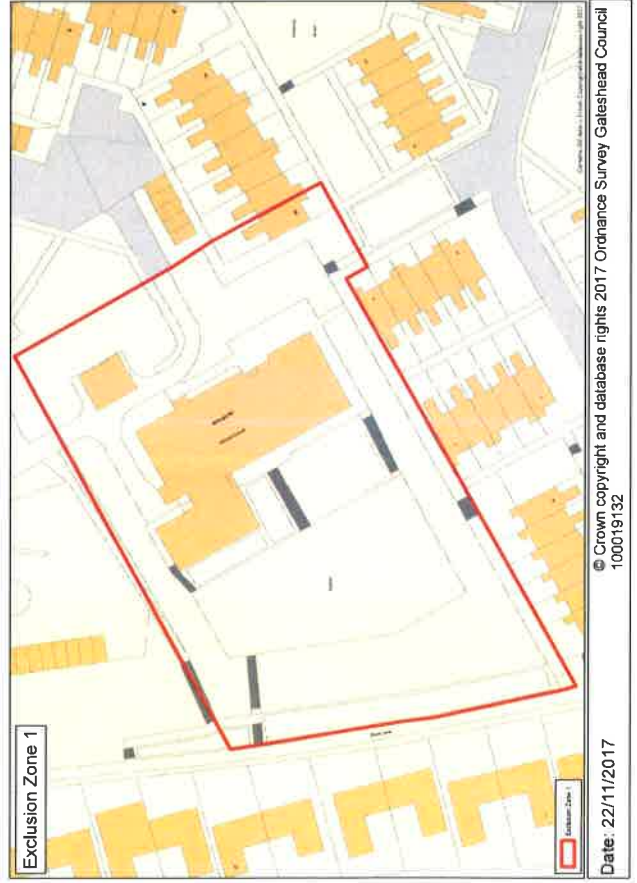 Exclusion Zone 1
Exclusion Zone 1
Date: 22/11/2017
© Crown copyright and database rights 2017 Ordnance Survey Gateshead Council
100019132